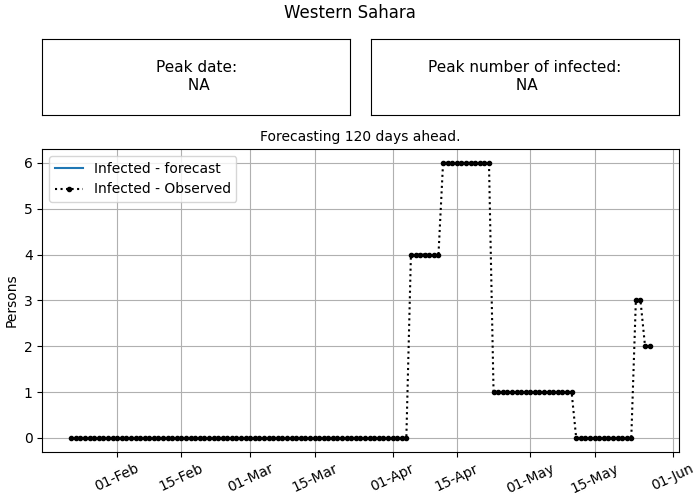 Western Sahara
Peak date:
NA
Peak number of infected:
NA
Forecasting 120 days ahead.
Infected - forecast
Infected - Observed
Persons
6
5
4
3
2
1
0
01-Feb
15-Feb
01-Mar
15-Mar
01-Apr
15-Apr
01-May
15-May
01-Jun